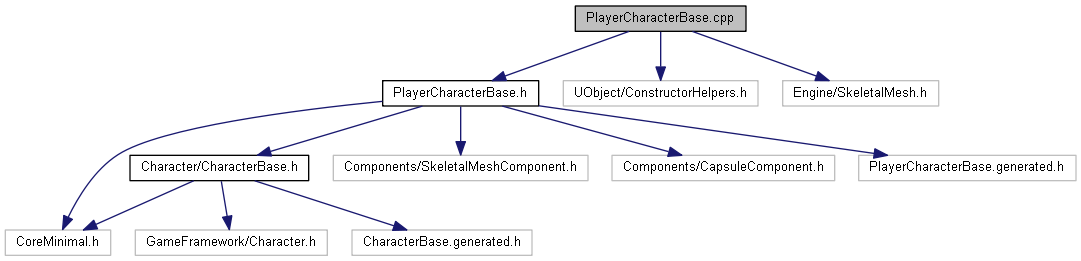 PlayerCharacterBase.cpp
PlayerCharacterBase.h
UObject/ConstructorHelpers.h
Engine/SkeletalMesh.h
Character/CharacterBase.h
Components/SkeletalMeshComponent.h
Components/CapsuleComponent.h
PlayerCharacterBase.generated.h
CoreMinimal.h
GameFramework/Character.h
CharacterBase.generated.h